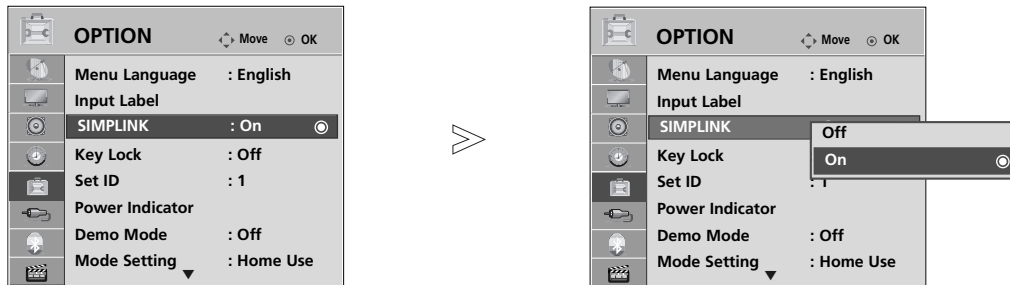 OPTION Move OK
Menu Language : English
Input Label
SIMPLINK : On
Key Lock : Off
Set ID : 1
Power Indicator
Demo Mode : Off
Mode Setting : Home Use
OPTION Move OK
Menu Language : English
Input Label
SIMPLINK
Off
On
Key Lock
Set ID : 1
Power Indicator
Demo Mode : Off
Mode Setting : Home Use